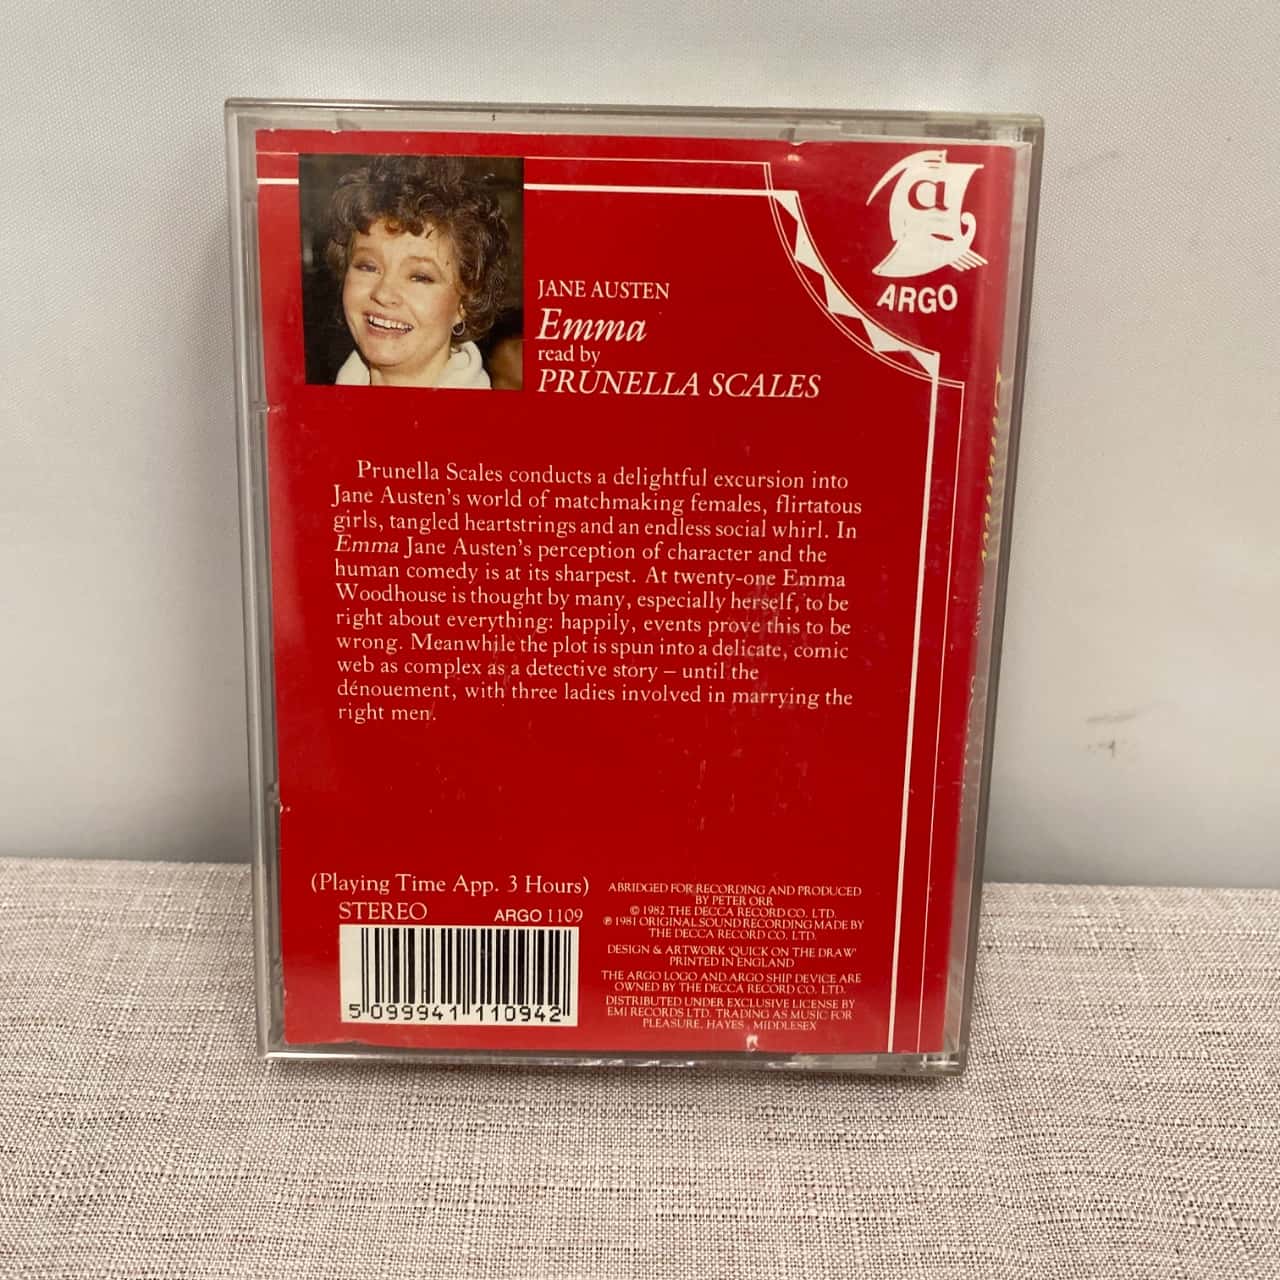 a
ARGO
JANE AUSTEN
Emma
read by
PRUNELLA SCALES
Prunella Scales conducts a delightful excursion into
Jane Austen's world of matchmaking females, flirtatous
girls, tangled heartstrings and an endless social whirl. In
Emma Jane Austen's perception of character and the
human comedy is at its sharpest. At twenty-one Emma
Woodhouse is thought by many, especially herself, to be
right about everything: happily, events prove this to be
wrong. Meanwhile the plot is spun into a delicate, comic
web as complex as a detective story – until the
dénouement, with three ladies involved in marrying the
right men.
(Playing Time App. 3 Hours)
STEREO ARGO 1109
5 099941 110942
ABRIDGED FOR RECORDING AND PRODUCED
BY PETER ORR
© 1982 THE DECCA RECORD CO. LTD.
℗ 1981 ORIGINAL SOUND RECORDING MADE BY
THE DECCA RECORD CO. LTD.
DESIGN & ARTWORK 'QUICK ON THE DRAW'
PRINTED IN ENGLAND
THE ARGO LOGO AND ARGO SHIP DEVICE ARE
OWNED BY THE DECCA RECORD CO. LTD.
DISTRIBUTED UNDER EXCLUSIVE LICENSE BY
EMI RECORDS LTD. TRADING AS MUSIC FOR
PLEASURE, HAYES, MIDDLESEX